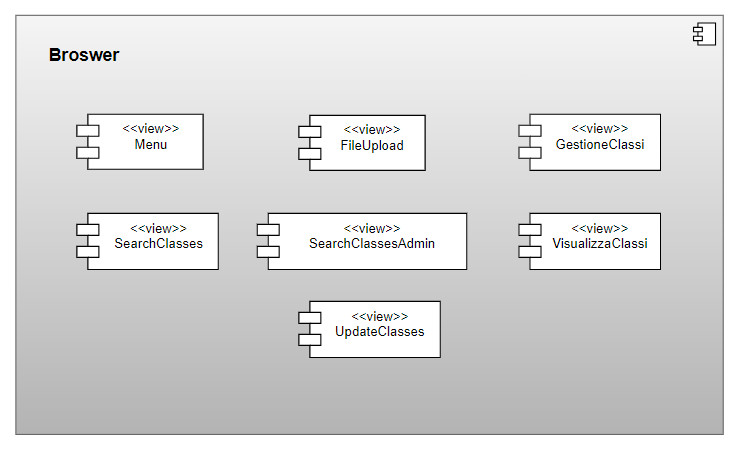 Broswer
<<view>>
Menu
<<view>>
FileUpload
<<view>>
GestioneClassi
<<view>>
SearchClasses
<<view>>
SearchClassesAdmin
<<view>>
VisualizzaClassi
<<view>>
UpdateClasses